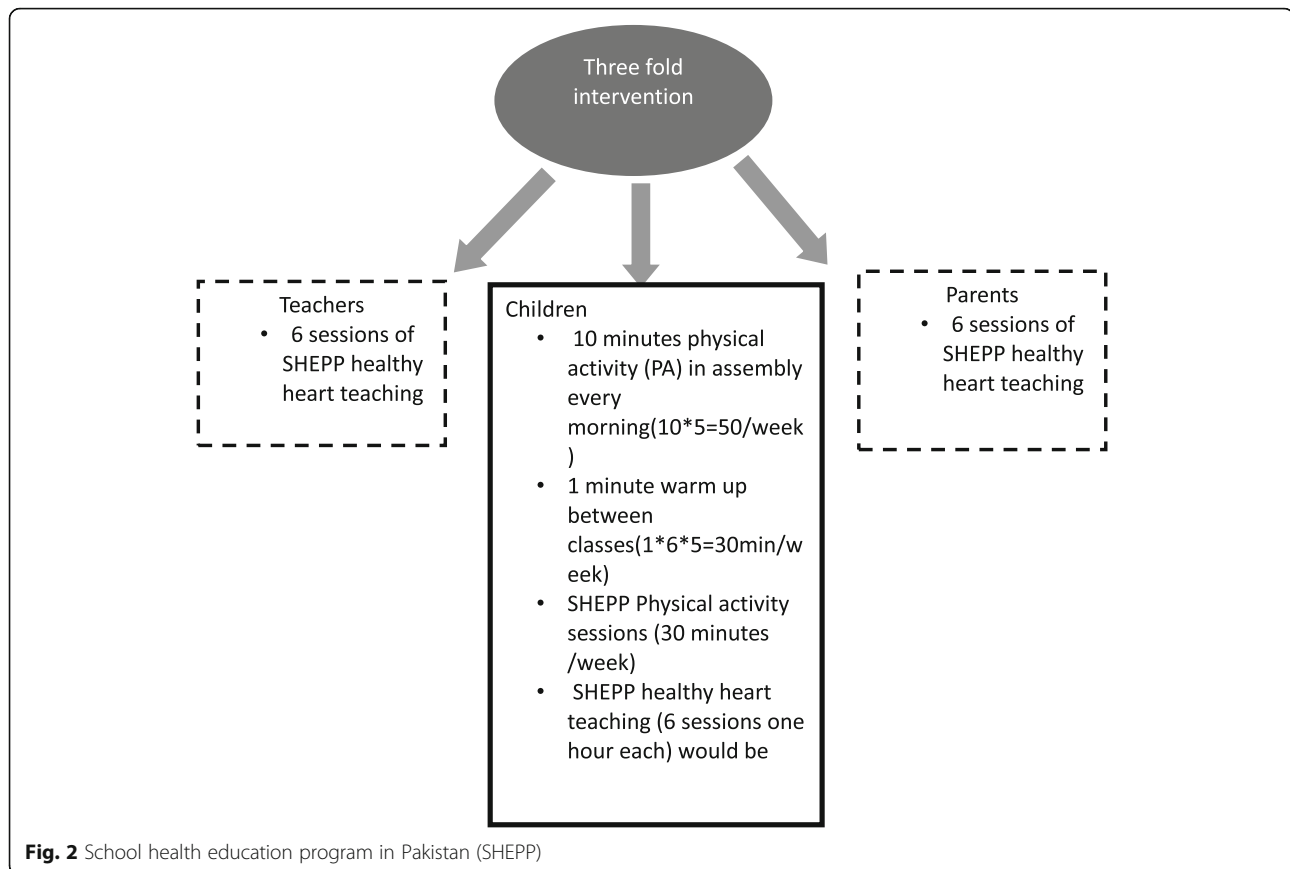 Three fold
intervention
Teachers
• 6 sessions of
SHEPP healthy
heart teaching
Children
• 10 minutes physical
activity (PA) in assembly
every
morning(10*5=50/week
)
• 1 minute warm up
between
classes(1*6*5=30min/w
eek)
• SHEPP Physical activity
sessions (30 minutes
/week)
• SHEPP healthy heart
teaching (6 sessions one
hour each) would be
Parents
• 6 sessions of
SHEPP healthy
heart teaching
Fig. 2 School health education program in Pakistan (SHEPP)